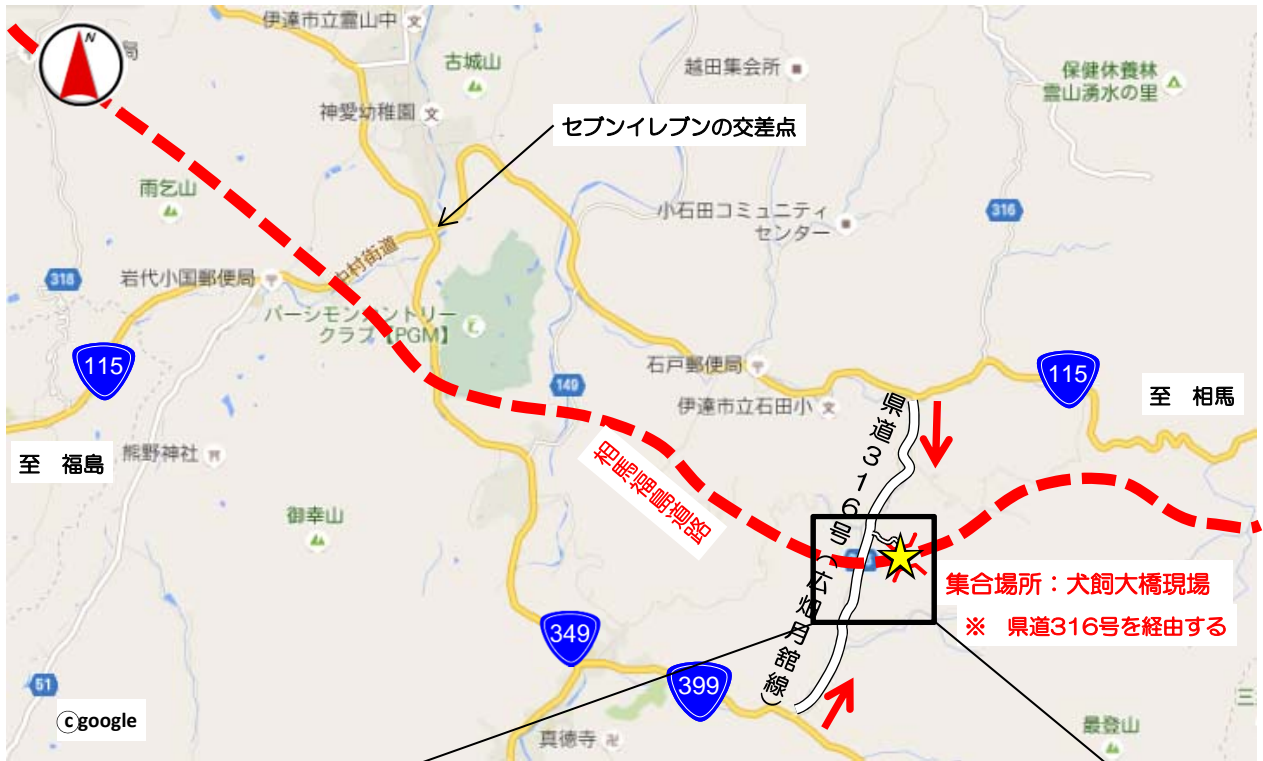 N
局
伊達市立霊山中
古城山
越田集会所
保健休養林
霊山湧水の里
神愛幼稚園
セブンイレブンの交差点
雨乞山
小石田コミュニティ
センター
316
318
岩代小国郵便局
中村街道
パーシモンカントリー
クラブ【PGM】
115
149
石戸郵便局
115
伊達市立石田小
至 相馬
至 福島
熊野神社
県道316号(広畑月舘線)
相馬福島道路
御幸山
集合場所：犬飼大橋現場
※ 県道316号を経由する
349
399
51
ⓒgoogle
真徳寺
最登山
三